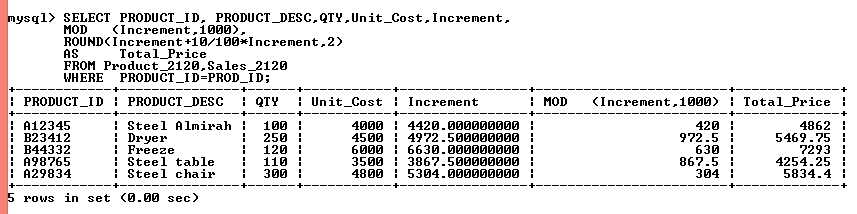 mysql> SELECT PRODUCT_ID, PRODUCT_DESC,QTY,Unit_Cost,Increment,
MOD (Increment,1000),
ROUND(Increment+10/100*Increment,2)
AS Total_Price
FROM Product_2120,Sales_2120
WHERE PRODUCT_ID=PROD_ID;
| PRODUCT_ID | PRODUCT_DESC | QTY | Unit_Cost | Increment | MOD (Increment,1000) | Total_Price |
| A12345 | Steel Almirah | 100 | 4000 | 4420.000000000 | 420 | 4862 |
| B23412 | Dryer | 250 | 4500 | 4972.500000000 | 972.5 | 5469.75 |
| B44332 | Freeze | 120 | 6000 | 6630.000000000 | 630 | 7293 |
| A98765 | Steel table | 110 | 3500 | 3867.500000000 | 867.5 | 4254.25 |
| A29834 | Steel chair | 300 | 4800 | 5304.000000000 | 304 | 5834.4 |
5 rows in set (0.00 sec)